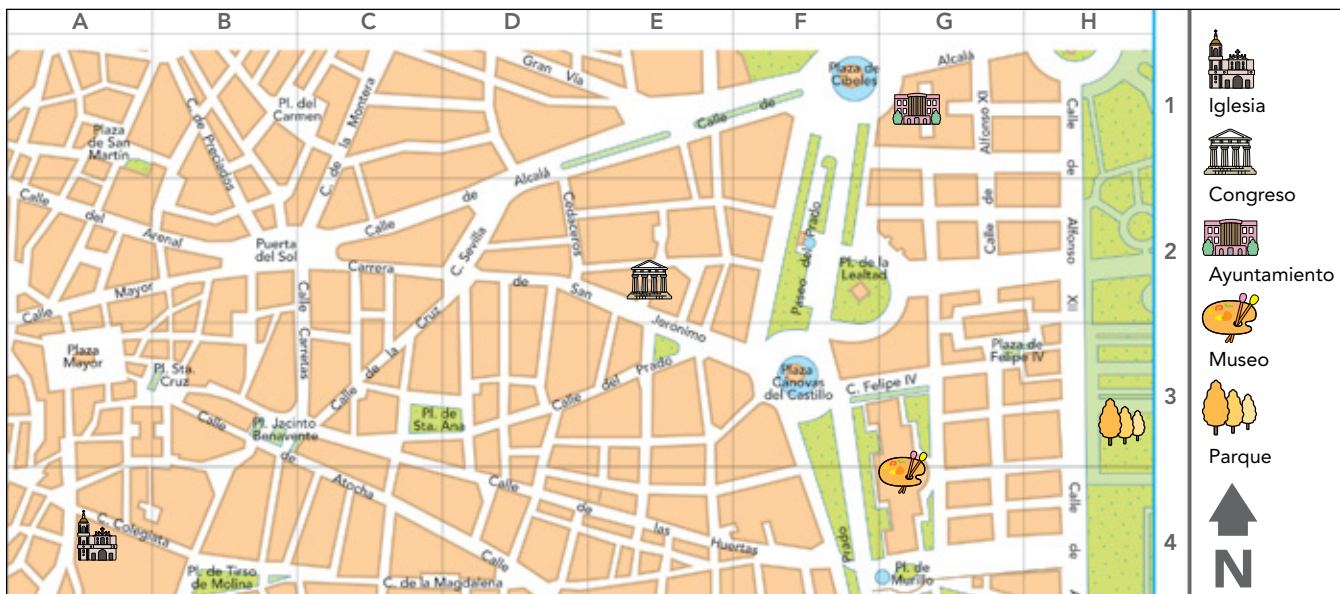 A B C D E F G H
1
2
3
4
Gran Vía
Plaza de
Cibeles
Alcalá
Pl. del
Carmen
C. de la Montera
C. de Preciados
Plaza
de San
Martín
Calle de
Alcalá
Alfonso XI
Calle de
Calle de Alfonso XII
Calle del Arenal
Puerta
del Sol
Calle de
Cedaceros
C. Sevilla
Paseo del Prado
Pl. de la
Lealtad
Calle Mayor
Carrera de San Jerónimo
Calle Carretas
Calle de la Cruz
Plaza
Mayor
Pl. Sta.
Cruz
Plaza
Cánovas
del Castillo
Plaza de
Felipe IV
C. Felipe IV
Calle del Prado
Pl. de
Sta. Ana
Pl. Jacinto
Benavente
Calle de Atocha
Calle
Calle de las Huertas
C. Colegiata
Pl. de Tirso
de Molina
C. de la Magdalena
Prado
Pl. de
Murillo
Calle de
Iglesia
Congreso
Ayuntamiento
Museo
Parque
N